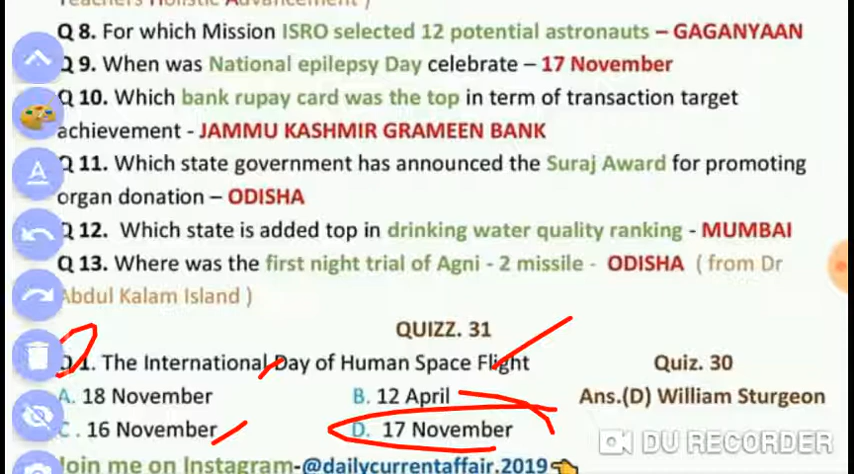 Teachers Holistic Advancement )
Q 8. For which Mission ISRO selected 12 potential astronauts – GAGANYAAN
Q 9. When was National epilepsy Day celebrate – 17 November
Q 10. Which bank rupay card was the top in term of transaction target
achievement - JAMMU KASHMIR GRAMEEN BANK
Q 11. Which state government has announced the Suraj Award for promoting
organ donation – ODISHA
Q 12. Which state is added top in drinking water quality ranking - MUMBAI
Q 13. Where was the first night trial of Agni - 2 missile - ODISHA ( from Dr
Abdul Kalam Island )
QUIZZ. 31
Q 1. The International Day of Human Space Flight Quiz. 30
A. 18 November B. 12 April Ans.(D) William Sturgeon
C . 16 November D. 17 November
DU RECORDER
Join me on Instagram-@dailycurrentaffair.2019